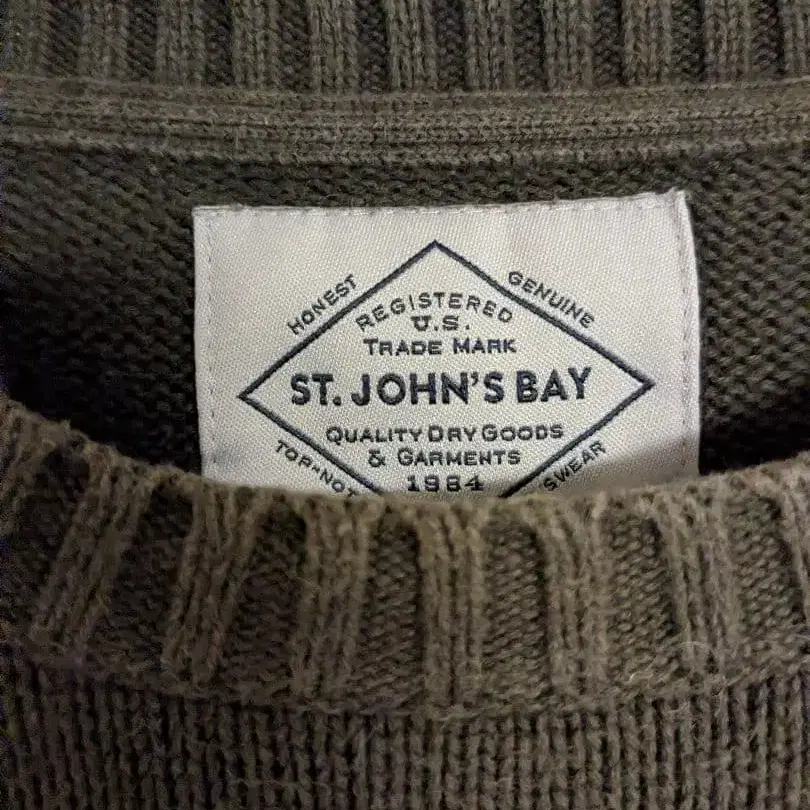 HONEST
GENUINE
REGISTERED
U.S.
TRADE MARK
ST. JOHN'S BAY
QUALITY DRY GOODS
& GARMENTS
1984